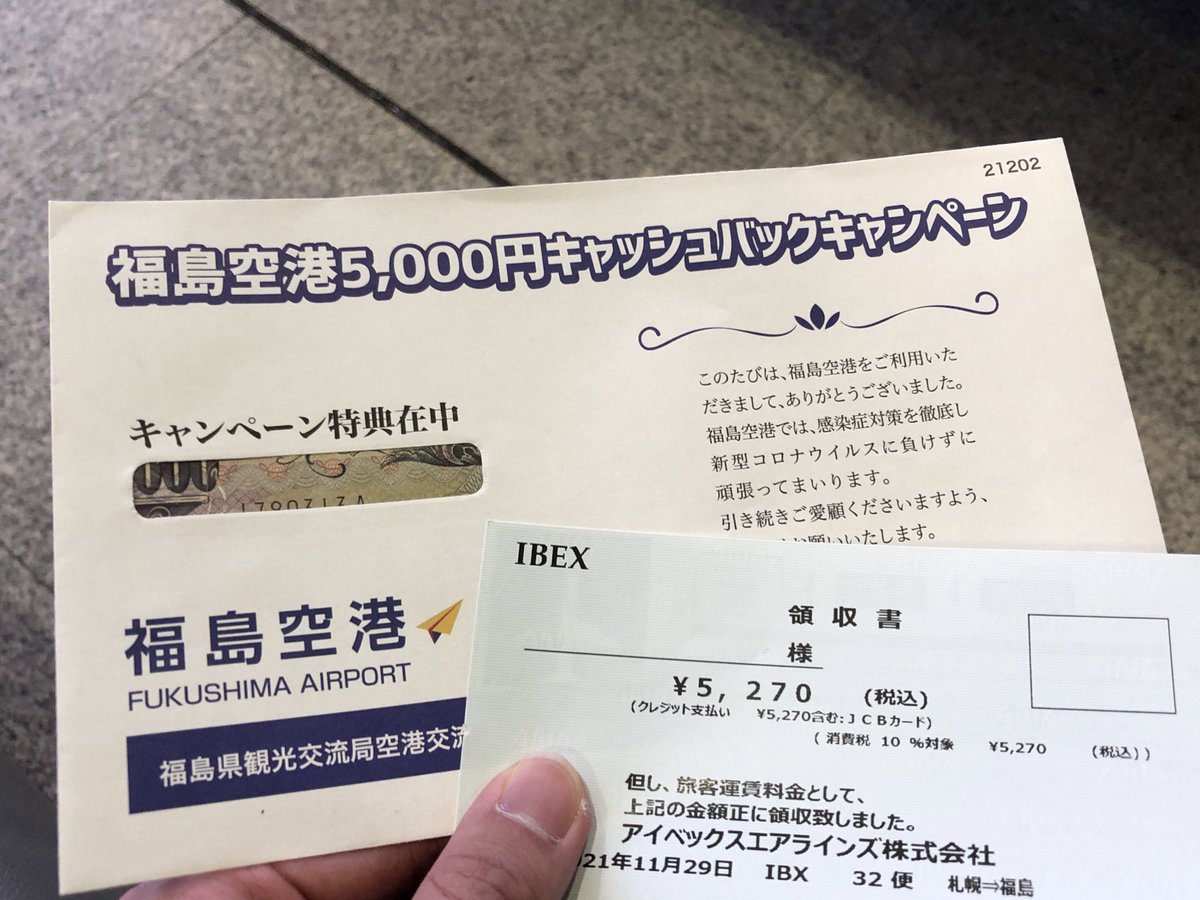 21202
福島空港5,000円キャッシュバックキャンペーン
このたびは、福島空港をご利用いた
だきまして、ありがとうございました。
福島空港では、感染症対策を徹底し
新型コロナウイルスに負けずに
頑張ってまいります。
引き続きご愛顧くださいますよう、
お願いいたします。
キャンペーン特典在中
000
福島空港
FUKUSHIMA AIRPORT
福島県観光交流局空港交流
IBEX
領収書
様
¥5,270 (税込)
(クレジット支払い ¥5,270含む:JCBカード)
(消費税 10 %対象 ¥5,270 (税込))
但し、旅客運賃料金として、
上記の金額正に領収致しました。
アイベックスエアラインズ株式会社
21年11月29日 IBX 32便 札幌⇒福島